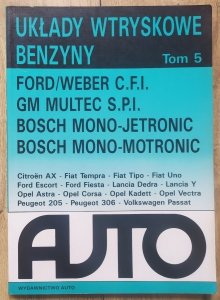 UKŁADY WTRYSKOWE
BENZYNY Tom 5
FORD/WEBER C.F.I.
GM MULTEC S.P.I.
BOSCH MONO-JETRONIC
BOSCH MONO-MOTRONIC
Citroën AX - Fiat Tempra - Fiat Tipo - Fiat Uno
Ford Escort - Ford Fiesta - Lancia Dedra - Lancia Y
Opel Astra - Opel Corsa - Opel Kadett - Opel Vectra
Peugeot 205 - Peugeot 306 - Volkswagen Passat
AUTO
WYDAWNICTWO AUTO